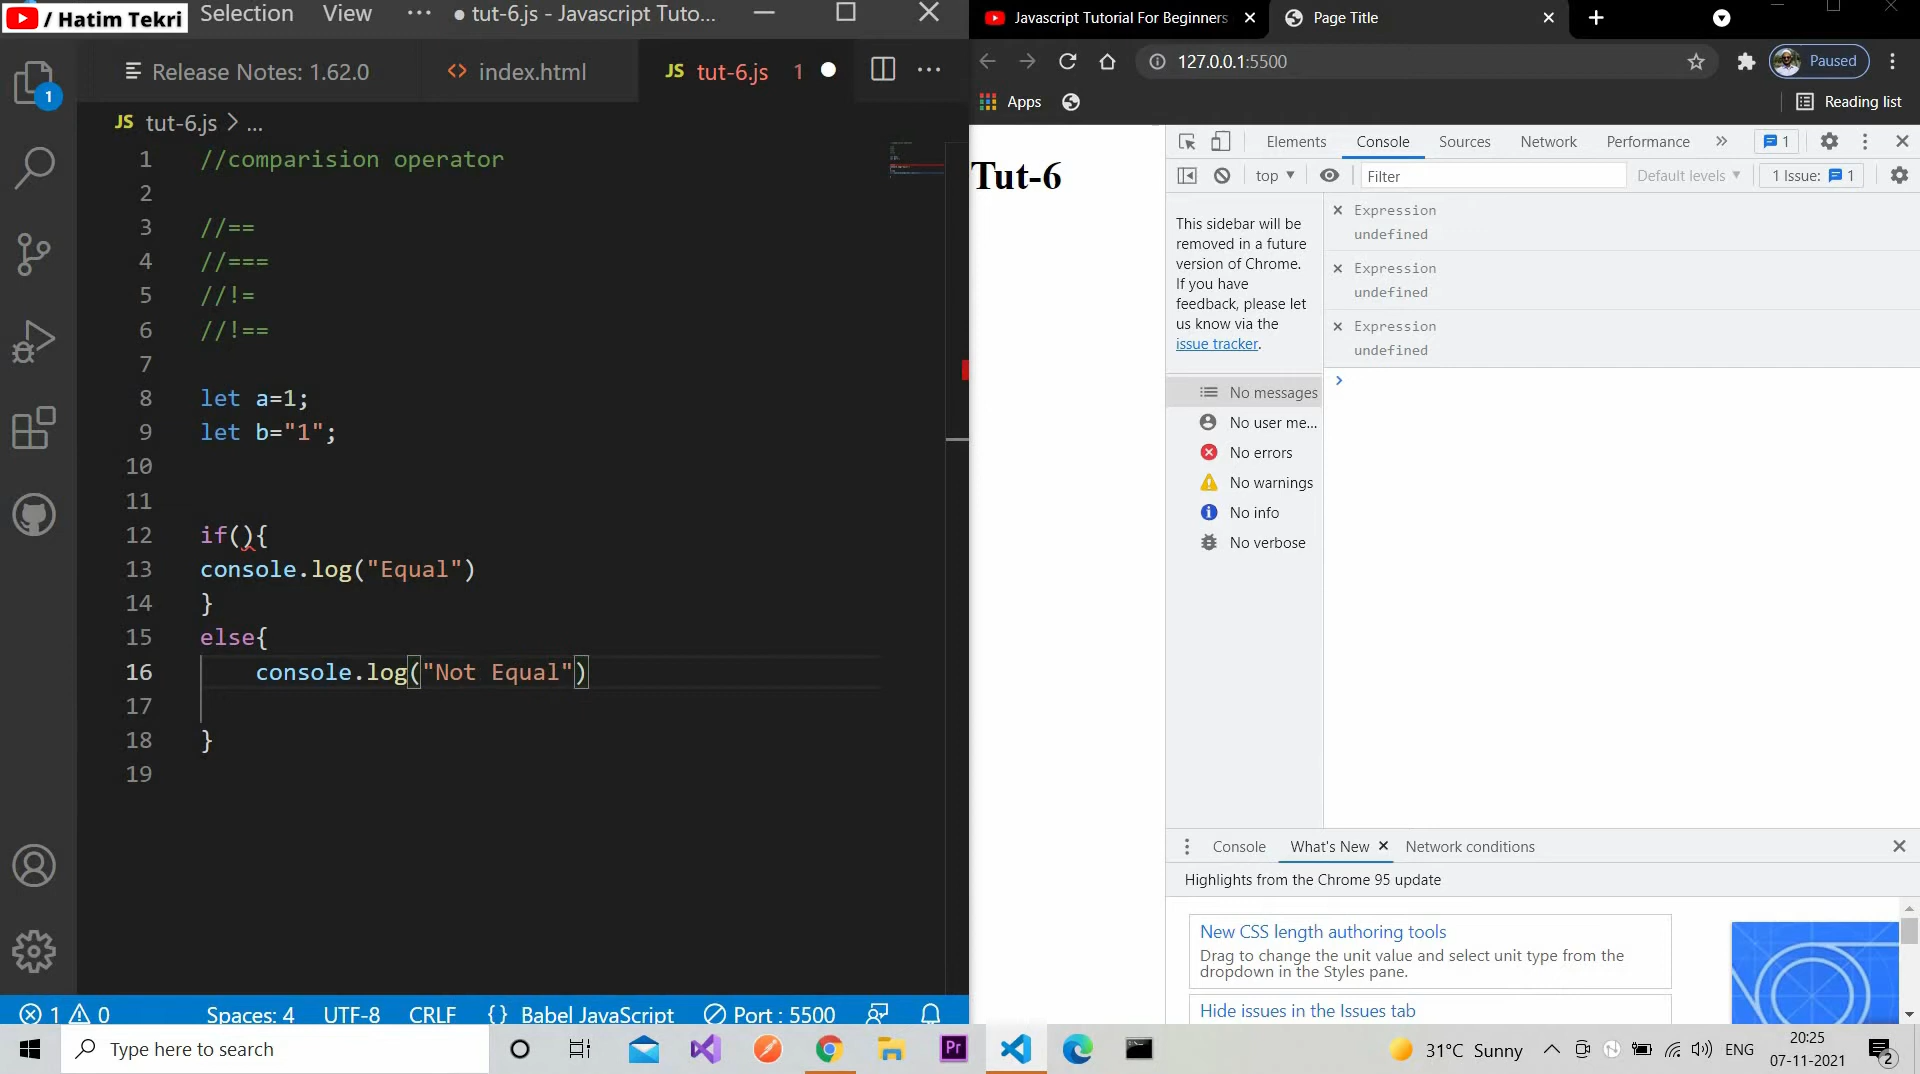 / Hatim Tekri
Selection View ··· ● tut-6.js - Javascript Tuto...
Release Notes: 1.62.0
<> index.html
JS tut-6.js 1
JS tut-6.js > ...
1 //comparision operator
2
3 //==
4 //===
5 //!=
6 //!==
7
8 let a=1;
9 let b="1";
10
11
12 if(){
13 console.log("Equal")
14 }
15 else{
16 console.log("Not Equal")
17
18 }
19
1
1 0 Spaces: 4 UTF-8 CRLF {} Babel JavaScript Port : 5500
Javascript Tutorial For Beginners
Page Title
127.0.0.1:5500
Paused
Apps
Reading list
Tut-6
Elements Console Sources Network Performance » 1
top ▼ Filter Default levels ▼ 1 Issue: 1
This sidebar will be
removed in a future
version of Chrome.
If you have
feedback, please let
us know via the
issue tracker.
No messages
No user me...
No errors
No warnings
No info
No verbose
Expression
undefined
Expression
undefined
Expression
undefined
Console What's New Network conditions
Highlights from the Chrome 95 update
New CSS length authoring tools
Drag to change the unit value and select unit type from the
dropdown in the Styles pane.
Hide issues in the Issues tab
Type here to search
Pr
31°C Sunny
ENG
20:25
07-11-2021
2